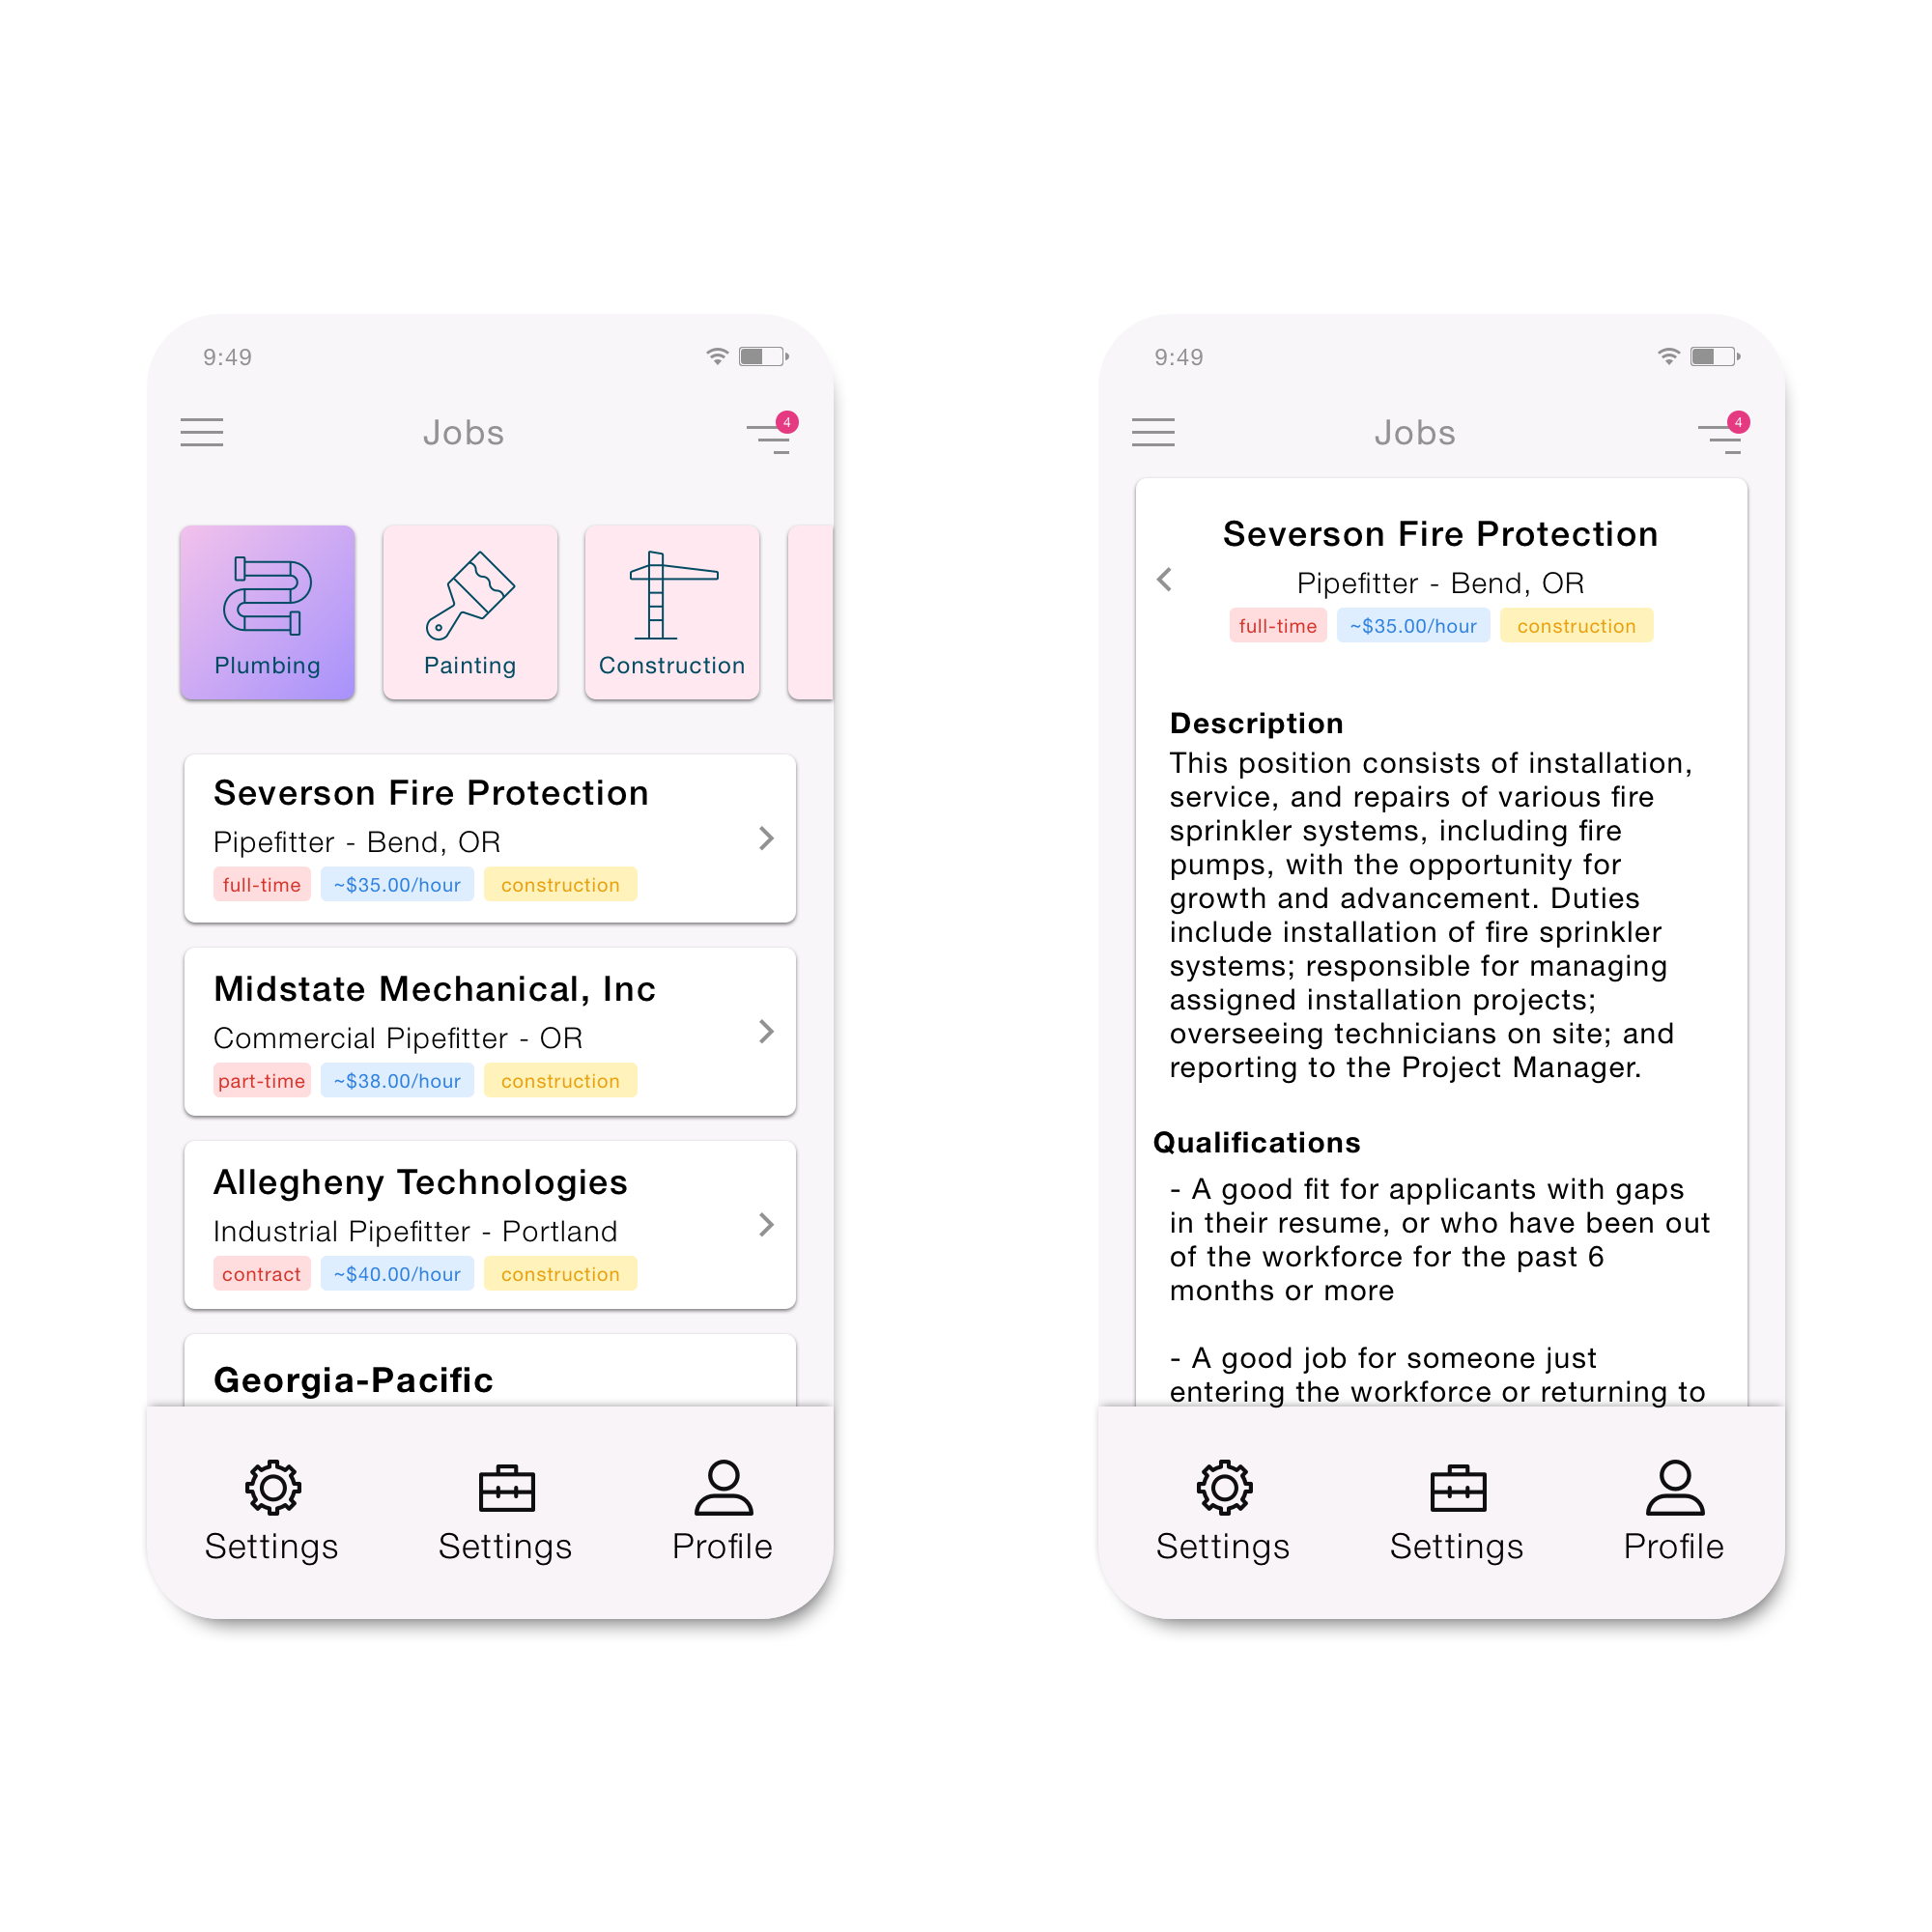 9:49
Jobs
4
Plumbing
Painting
Construction
Severson Fire Protection
Pipefitter - Bend, OR
full-time
~$35.00/hour
construction
Midstate Mechanical, Inc
Commercial Pipefitter - OR
part-time
~$38.00/hour
construction
Allegheny Technologies
Industrial Pipefitter - Portland
contract
~$40.00/hour
construction
Georgia-Pacific
Settings
Settings
Profile
9:49
Jobs
4
Severson Fire Protection
Pipefitter - Bend, OR
full-time
~$35.00/hour
construction
Description
This position consists of installation,
service, and repairs of various fire
sprinkler systems, including fire
pumps, with the opportunity for
growth and advancement. Duties
include installation of fire sprinkler
systems; responsible for managing
assigned installation projects;
overseeing technicians on site; and
reporting to the Project Manager.
Qualifications
- A good fit for applicants with gaps
in their resume, or who have been out
of the workforce for the past 6
months or more
- A good job for someone just
entering the workforce or returning to
Settings
Settings
Profile